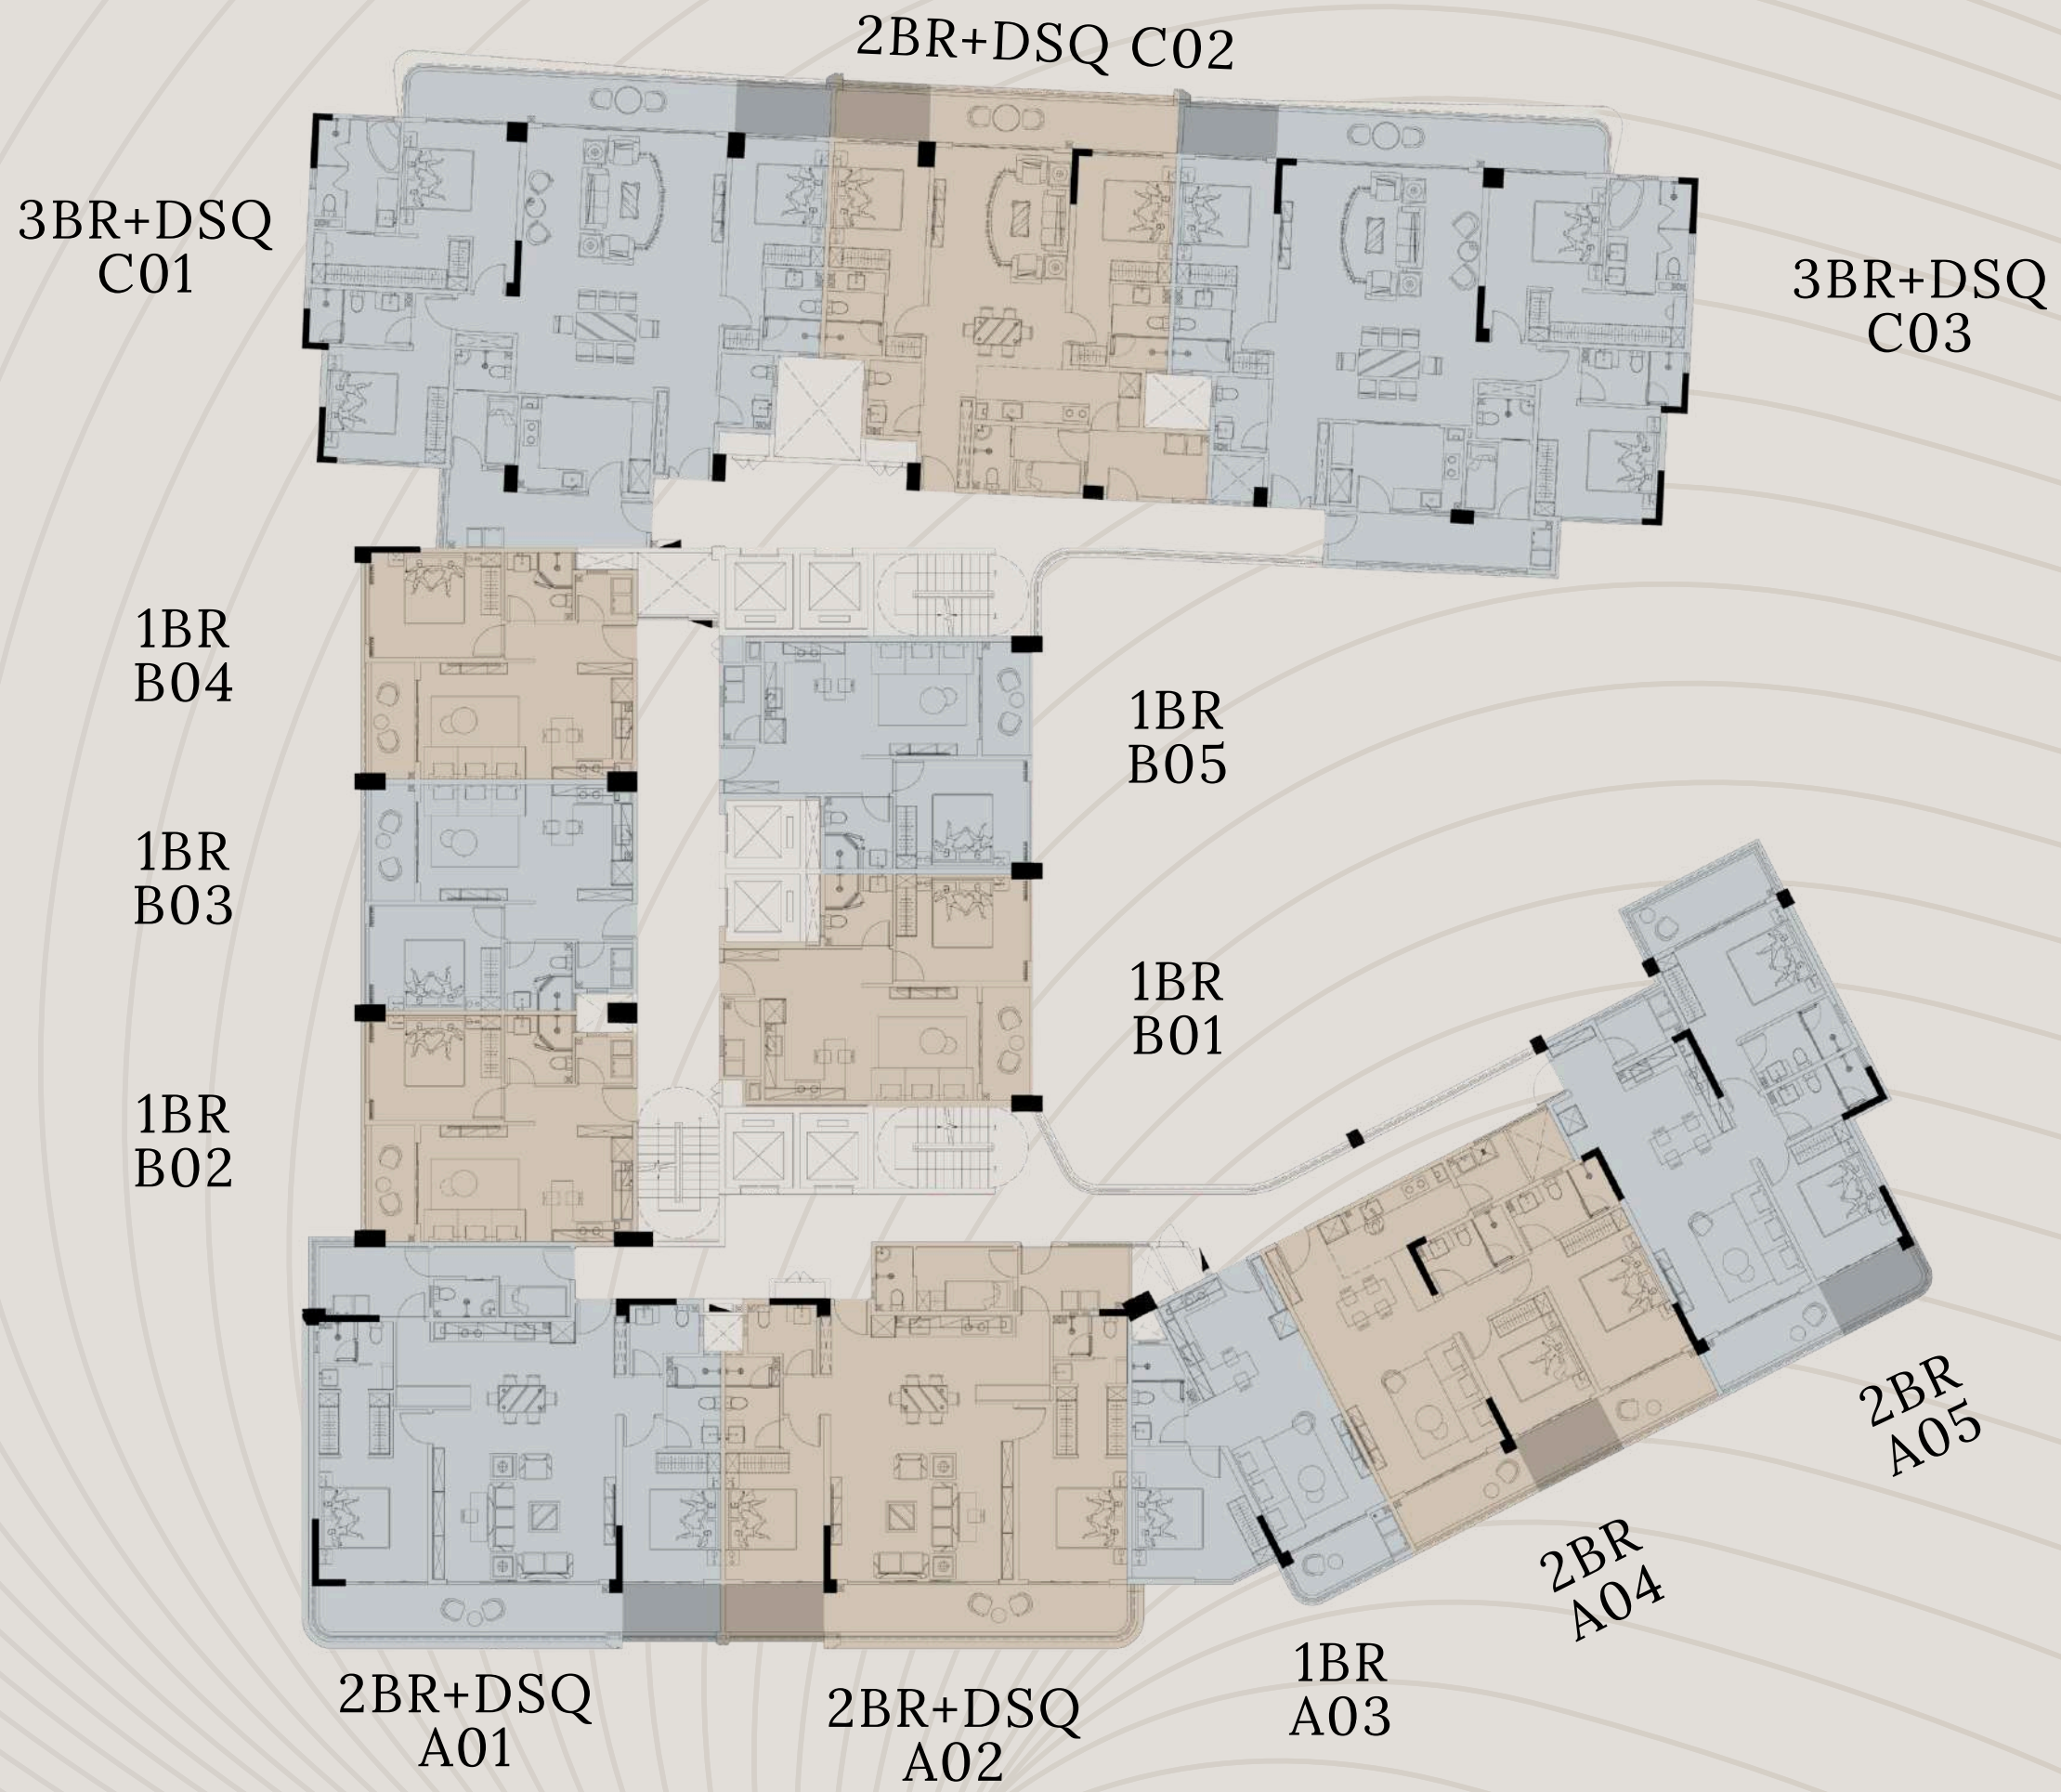 2BR+DSQ C02
3BR+DSQ
C01
3BR+DSQ
C03
1BR
B04
1BR
B05
1BR
B03
1BR
B01
1BR
B02
2BR
A05
2BR
A04
1BR
A03
2BR+DSQ
A01
2BR+DSQ
A02